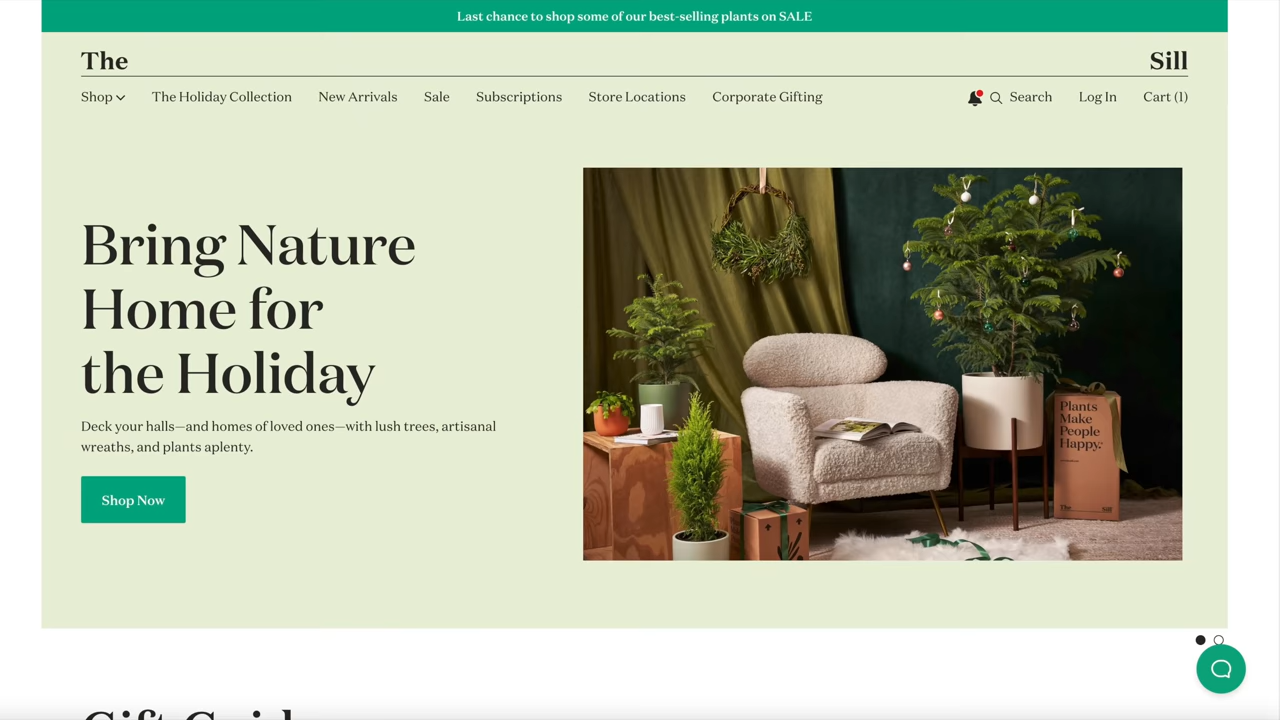 Last chance to shop some of our best-selling plants on SALE
The Sill
Shop The Holiday Collection New Arrivals Sale Subscriptions Store Locations Corporate Gifting Search Log In Cart (1)
Bring Nature
Home for
the Holiday
Deck your halls—and homes of loved ones—with lush trees, artisanal
wreaths, and plants aplenty.
Shop Now
Plants
Make
People
Happy.
The Sill